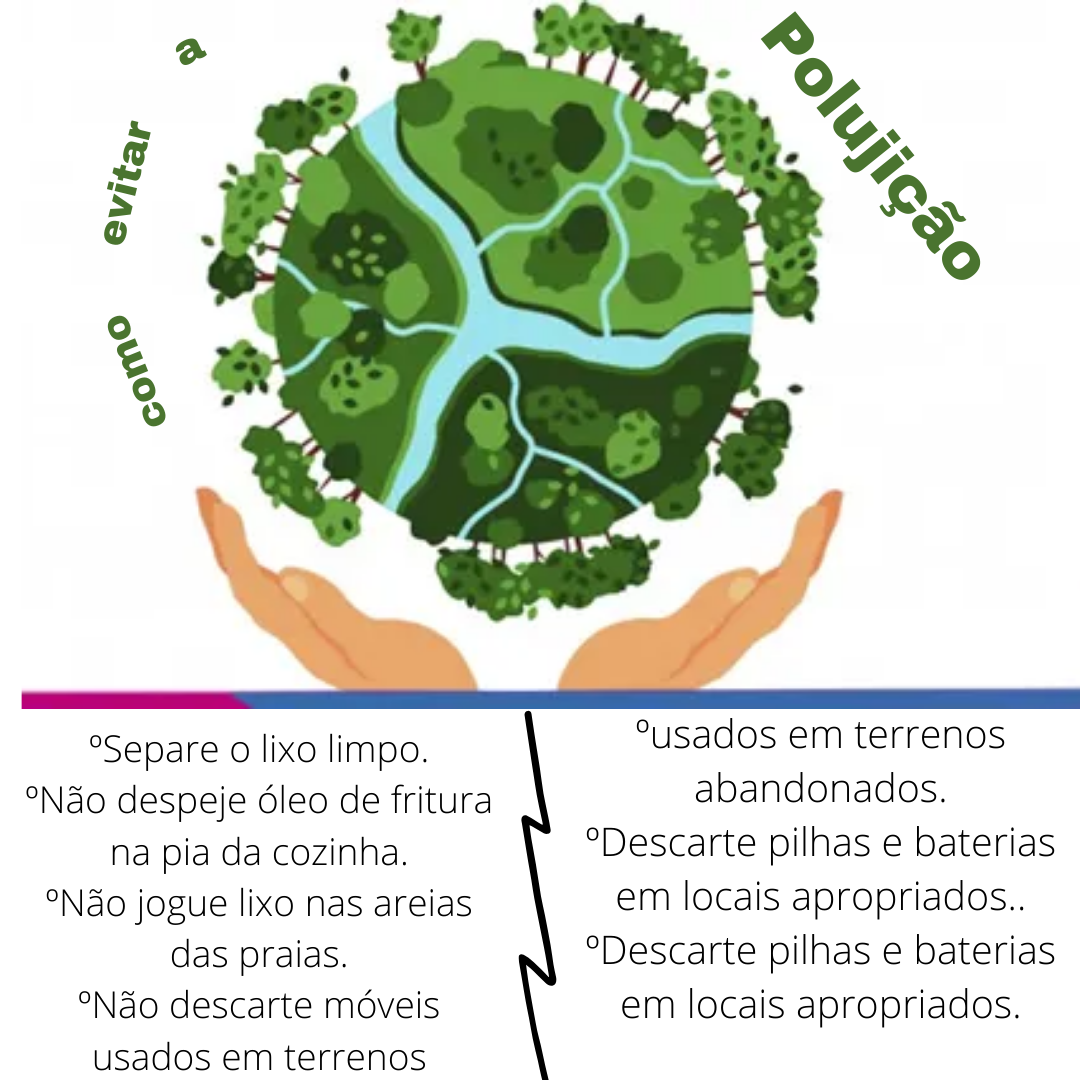 como
evitar
a
Polujição
ºSepare o lixo limpo.
ºNão despeje óleo de fritura
na pia da cozinha.
ºNão jogue lixo nas areias
das praias.
ºNão descarte móveis
usados em terrenos
ºusados em terrenos
abandonados.
ºDescarte pilhas e baterias
em locais apropriados..
ºDescarte pilhas e baterias
em locais apropriados.